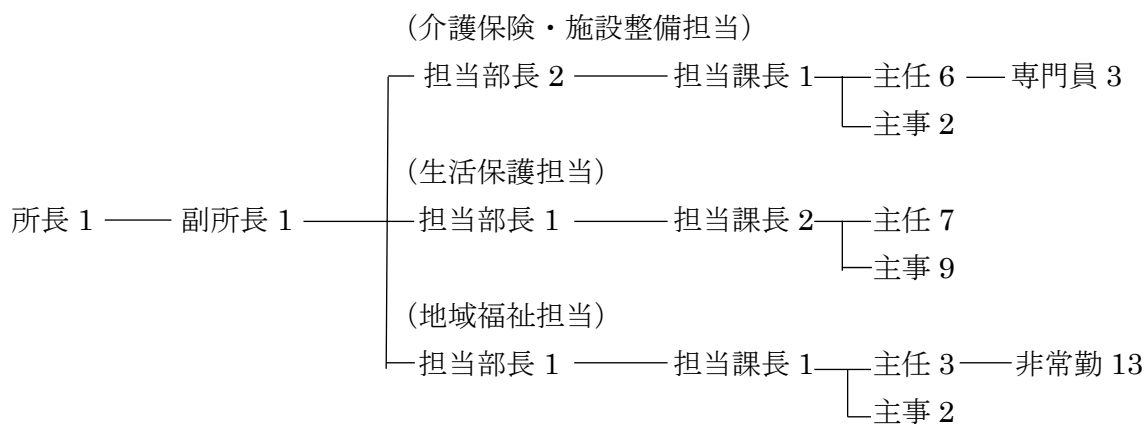 （介護保険・施設整備担当）
担当部長 2 担当課長 1 主任 6 専門員 3
主事 2
（生活保護担当）
所長 1 副所長 1 担当部長 1 担当課長 2 主任 7
主事 9
（地域福祉担当）
担当部長 1 担当課長 1 主任 3 非常勤 13
主事 2